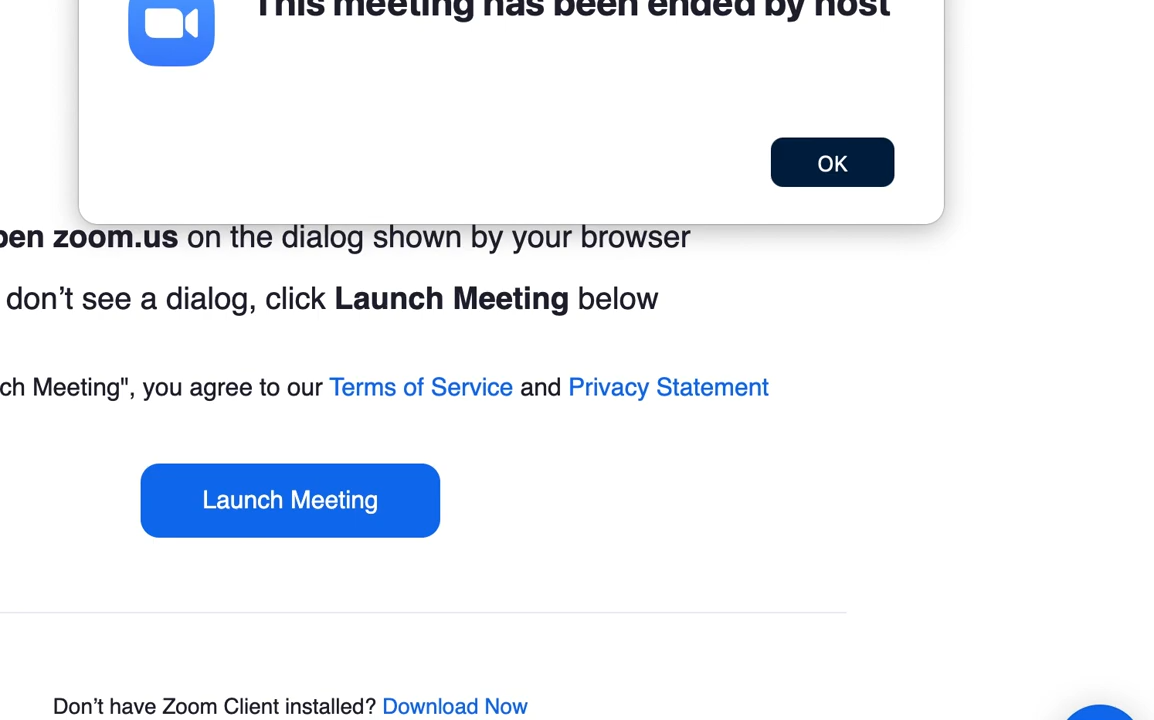 This meeting has been ended by host
OK
pen zoom.us on the dialog shown by your browser
don’t see a dialog, click Launch Meeting below
ch Meeting", you agree to our Terms of Service and Privacy Statement
Launch Meeting
Don’t have Zoom Client installed? Download Now